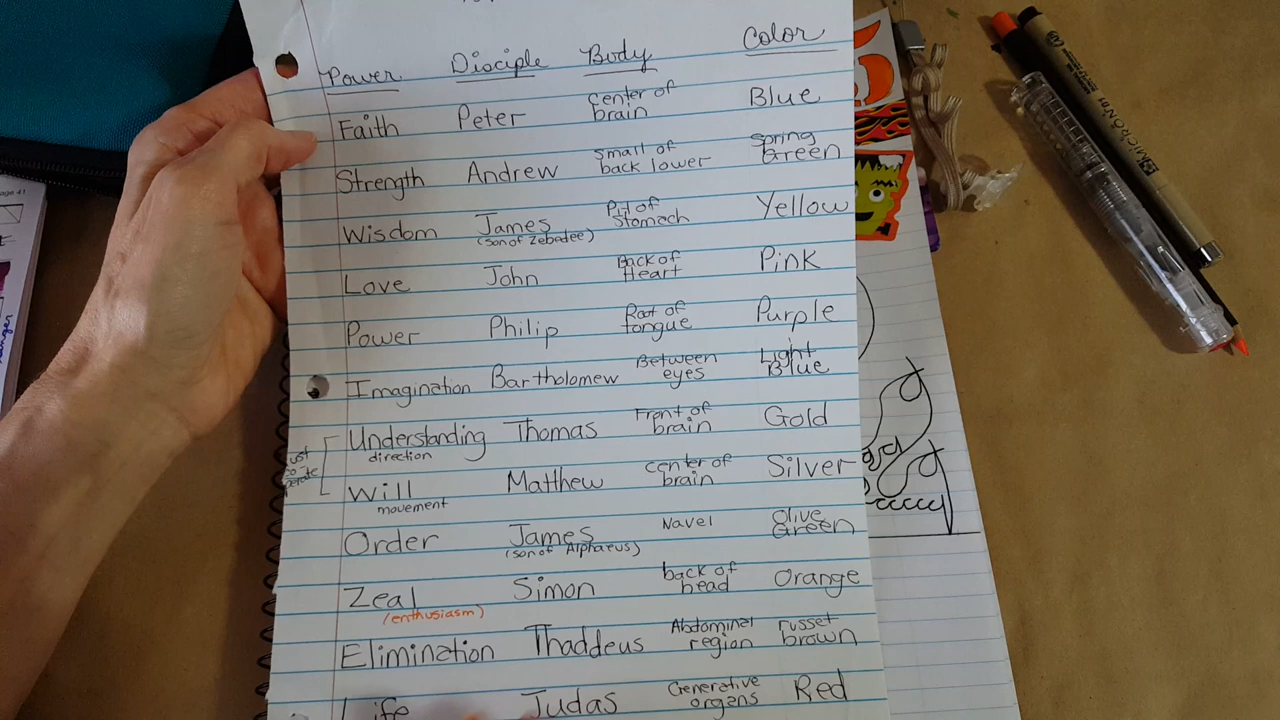 Power Disciple Body Color
Faith Peter center of brain Blue
Strength Andrew Small of back lower Spring Green
Wisdom James (son of Zebadee) Pit of Stomach Yellow
Love John Back of Heart Pink
Power Philip Root of tongue Purple
Imagination Bartholomew Between eyes Light Blue
Understanding direction Thomas Front of brain Gold
Will movement Matthew center of brain Silver
Order James (son of Alphaeus) Navel Olive Green
Zeal (enthusiasm) Simon back of head Orange
Elimination Thaddeus Abdominal region russet brown
Life Judas Generative organs Red
MICRON